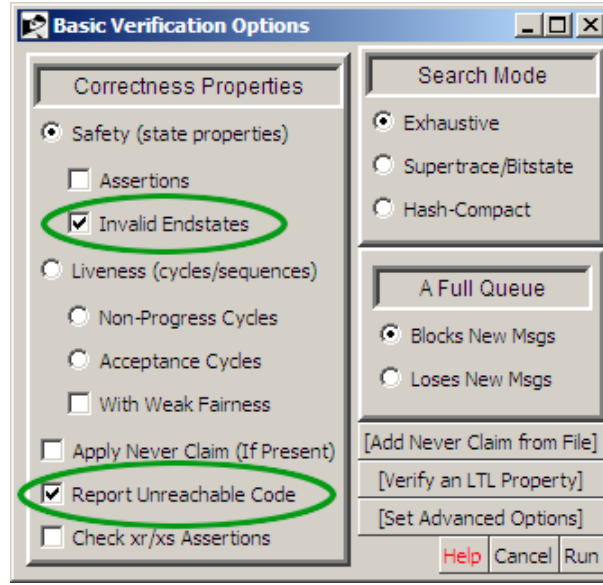 Basic Verification Options
Correctness Properties
Safety (state properties)
Assertions
Invalid Endstates
Liveness (cycles/sequences)
Non-Progress Cycles
Acceptance Cycles
With Weak Fairness
Apply Never Claim (If Present)
Report Unreachable Code
Check xr/xs Assertions
Search Mode
Exhaustive
Supertrace/Bitstate
Hash-Compact
A Full Queue
Blocks New Msgs
Loses New Msgs
[Add Never Claim from File]
[Verify an LTL Property]
[Set Advanced Options]
Help Cancel Run